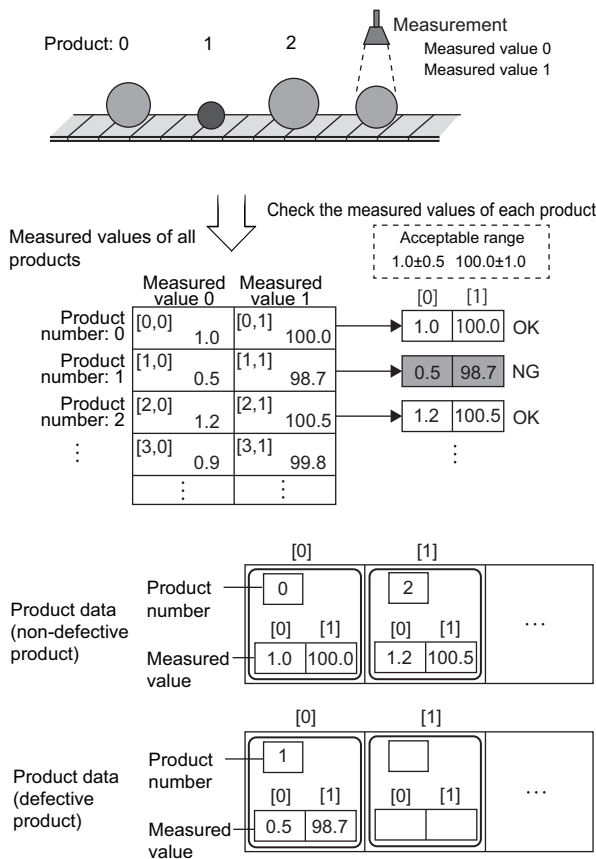 Product: 0 1 2
Measurement
Measured value 0
Measured value 1
Check the measured values of each product
Measured values of all
products
Acceptable range
1.0±0.5 100.0±1.0
Measured
value 0
Measured
value 1
[0] [1]
Product
number: 0
[0,0] 1.0
[0,1] 100.0
1.0 100.0 OK
Product
number: 1
[1,0] 0.5
[1,1] 98.7
0.5 98.7 NG
Product
number: 2
[2,0] 1.2
[2,1] 100.5
1.2 100.5 OK
[3,0] 0.9
[3,1] 99.8
[0] [1]
Product data
(non-defective
product)
Product
number
0 2
[0] [1] [0] [1]
Measured
value
1.0 100.0 1.2 100.5
...
[0] [1]
Product data
(defective
product)
Product
number
1
[0] [1] [0] [1]
Measured
value
0.5 98.7
...